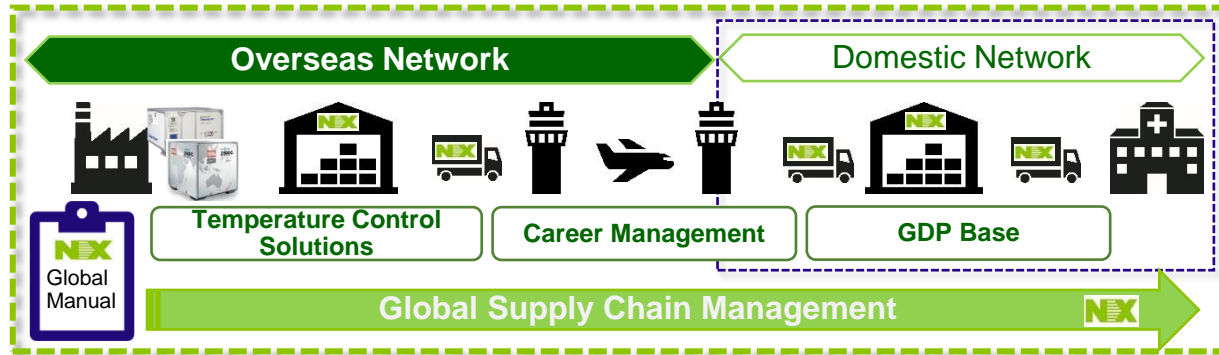 Overseas Network
Domestic Network
NX
NX
NX
NX
NX
Temperature Control
Solutions
Career Management
GDP Base
NX
Global
Manual
Global Supply Chain Management
NX